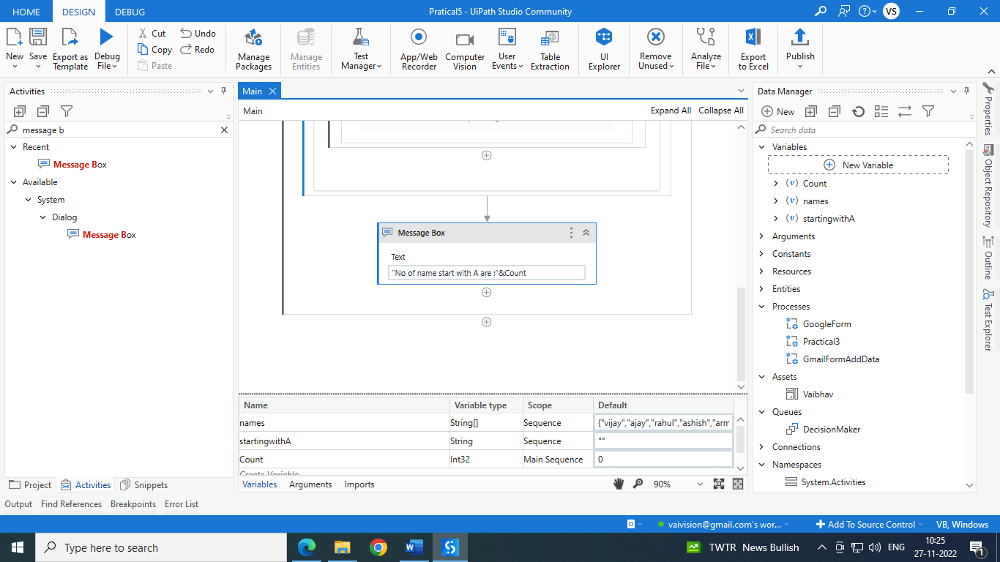 HOME DESIGN DEBUG Pratical5 - UiPath Studio Community VS
New Save Export as Template Debug File Cut Copy Paste Undo Redo Manage Packages Manage Entities Test Manager App/Web Recorder Computer Vision User Events Table Extraction UI Explorer Remove Unused Analyze File Export to Excel Publish
Activities
message b
Recent
Message Box
Available
System
Dialog
Message Box
Project Activities Snippets
Main
Main Expand All Collapse All
Message Box
Text
"No of name start with A are :"&Count
Name Variable type Scope Default
names String[] Sequence {"vijay","ajay","rahul","ashish","arm
startingwithA String Sequence ""
Count Int32 Main Sequence 0
Create Variable
Variables Arguments Imports 90%
Data Manager
New
Search data
Variables
New Variable
(v) Count
(v) names
(v) startingwithA
Arguments
Constants
Resources
Entities
Processes
GoogleForm
Practical3
GmailFormAddData
Assets
Vaibhav
Queues
DecisionMaker
Connections
Namespaces
System.Activities
Properties
Object Repository
Outline
Test Explorer
Output Find References Breakpoints Error List
vaivision@gmail.com's wor... Add To Source Control VB, Windows
Type here to search TWTR News Bullish ENG 10:25
27-11-2022 1